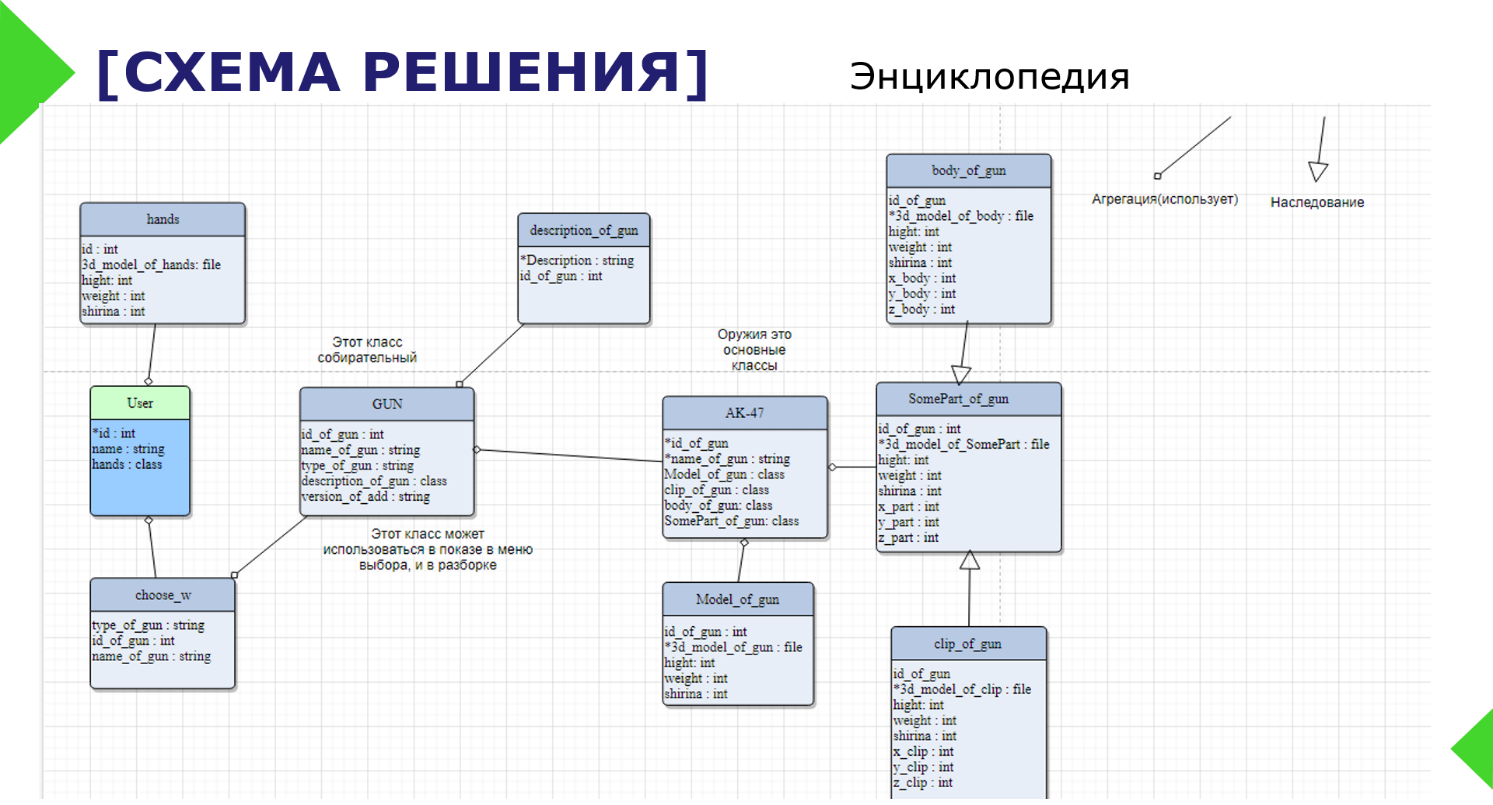 [СХЕМА РЕШЕНИЯ]
Энциклопедия
Агрегация(использует)
Наследование
hands
id : int
3d_model_of_hands: file
hight: int
weight : int
shirina : int
description_of_gun
*Description : string
id_of_gun : int
body_of_gun
id_of_gun
*3d_model_of_body : file
hight: int
weight : int
shirina : int
x_body : int
y_body : int
z_body : int
Этот класс
собирательный
Оружия это
основные
классы
User
*id : int
name : string
hands : class
GUN
id_of_gun : int
name_of_gun : string
type_of_gun : string
description_of_gun : class
version_of_add : string
AK-47
*id_of_gun
*name_of_gun : string
Model_of_gun : class
clip_of_gun : class
body_of_gun: class
SomePart_of_gun: class
SomePart_of_gun
id_of_gun : int
*3d_model_of_SomePart : file
hight: int
weight : int
shirina : int
x_part : int
y_part : int
z_part : int
Этот класс может
использоваться в показе в меню
выбора, и в разборке
choose_w
type_of_gun : string
id_of_gun : int
name_of_gun : string
Model_of_gun
id_of_gun : int
*3d_model_of_gun : file
hight: int
weight : int
shirina : int
clip_of_gun
id_of_gun
*3d_model_of_clip : file
hight: int
weight : int
shirina : int
x_clip : int
y_clip : int
z_clip : int